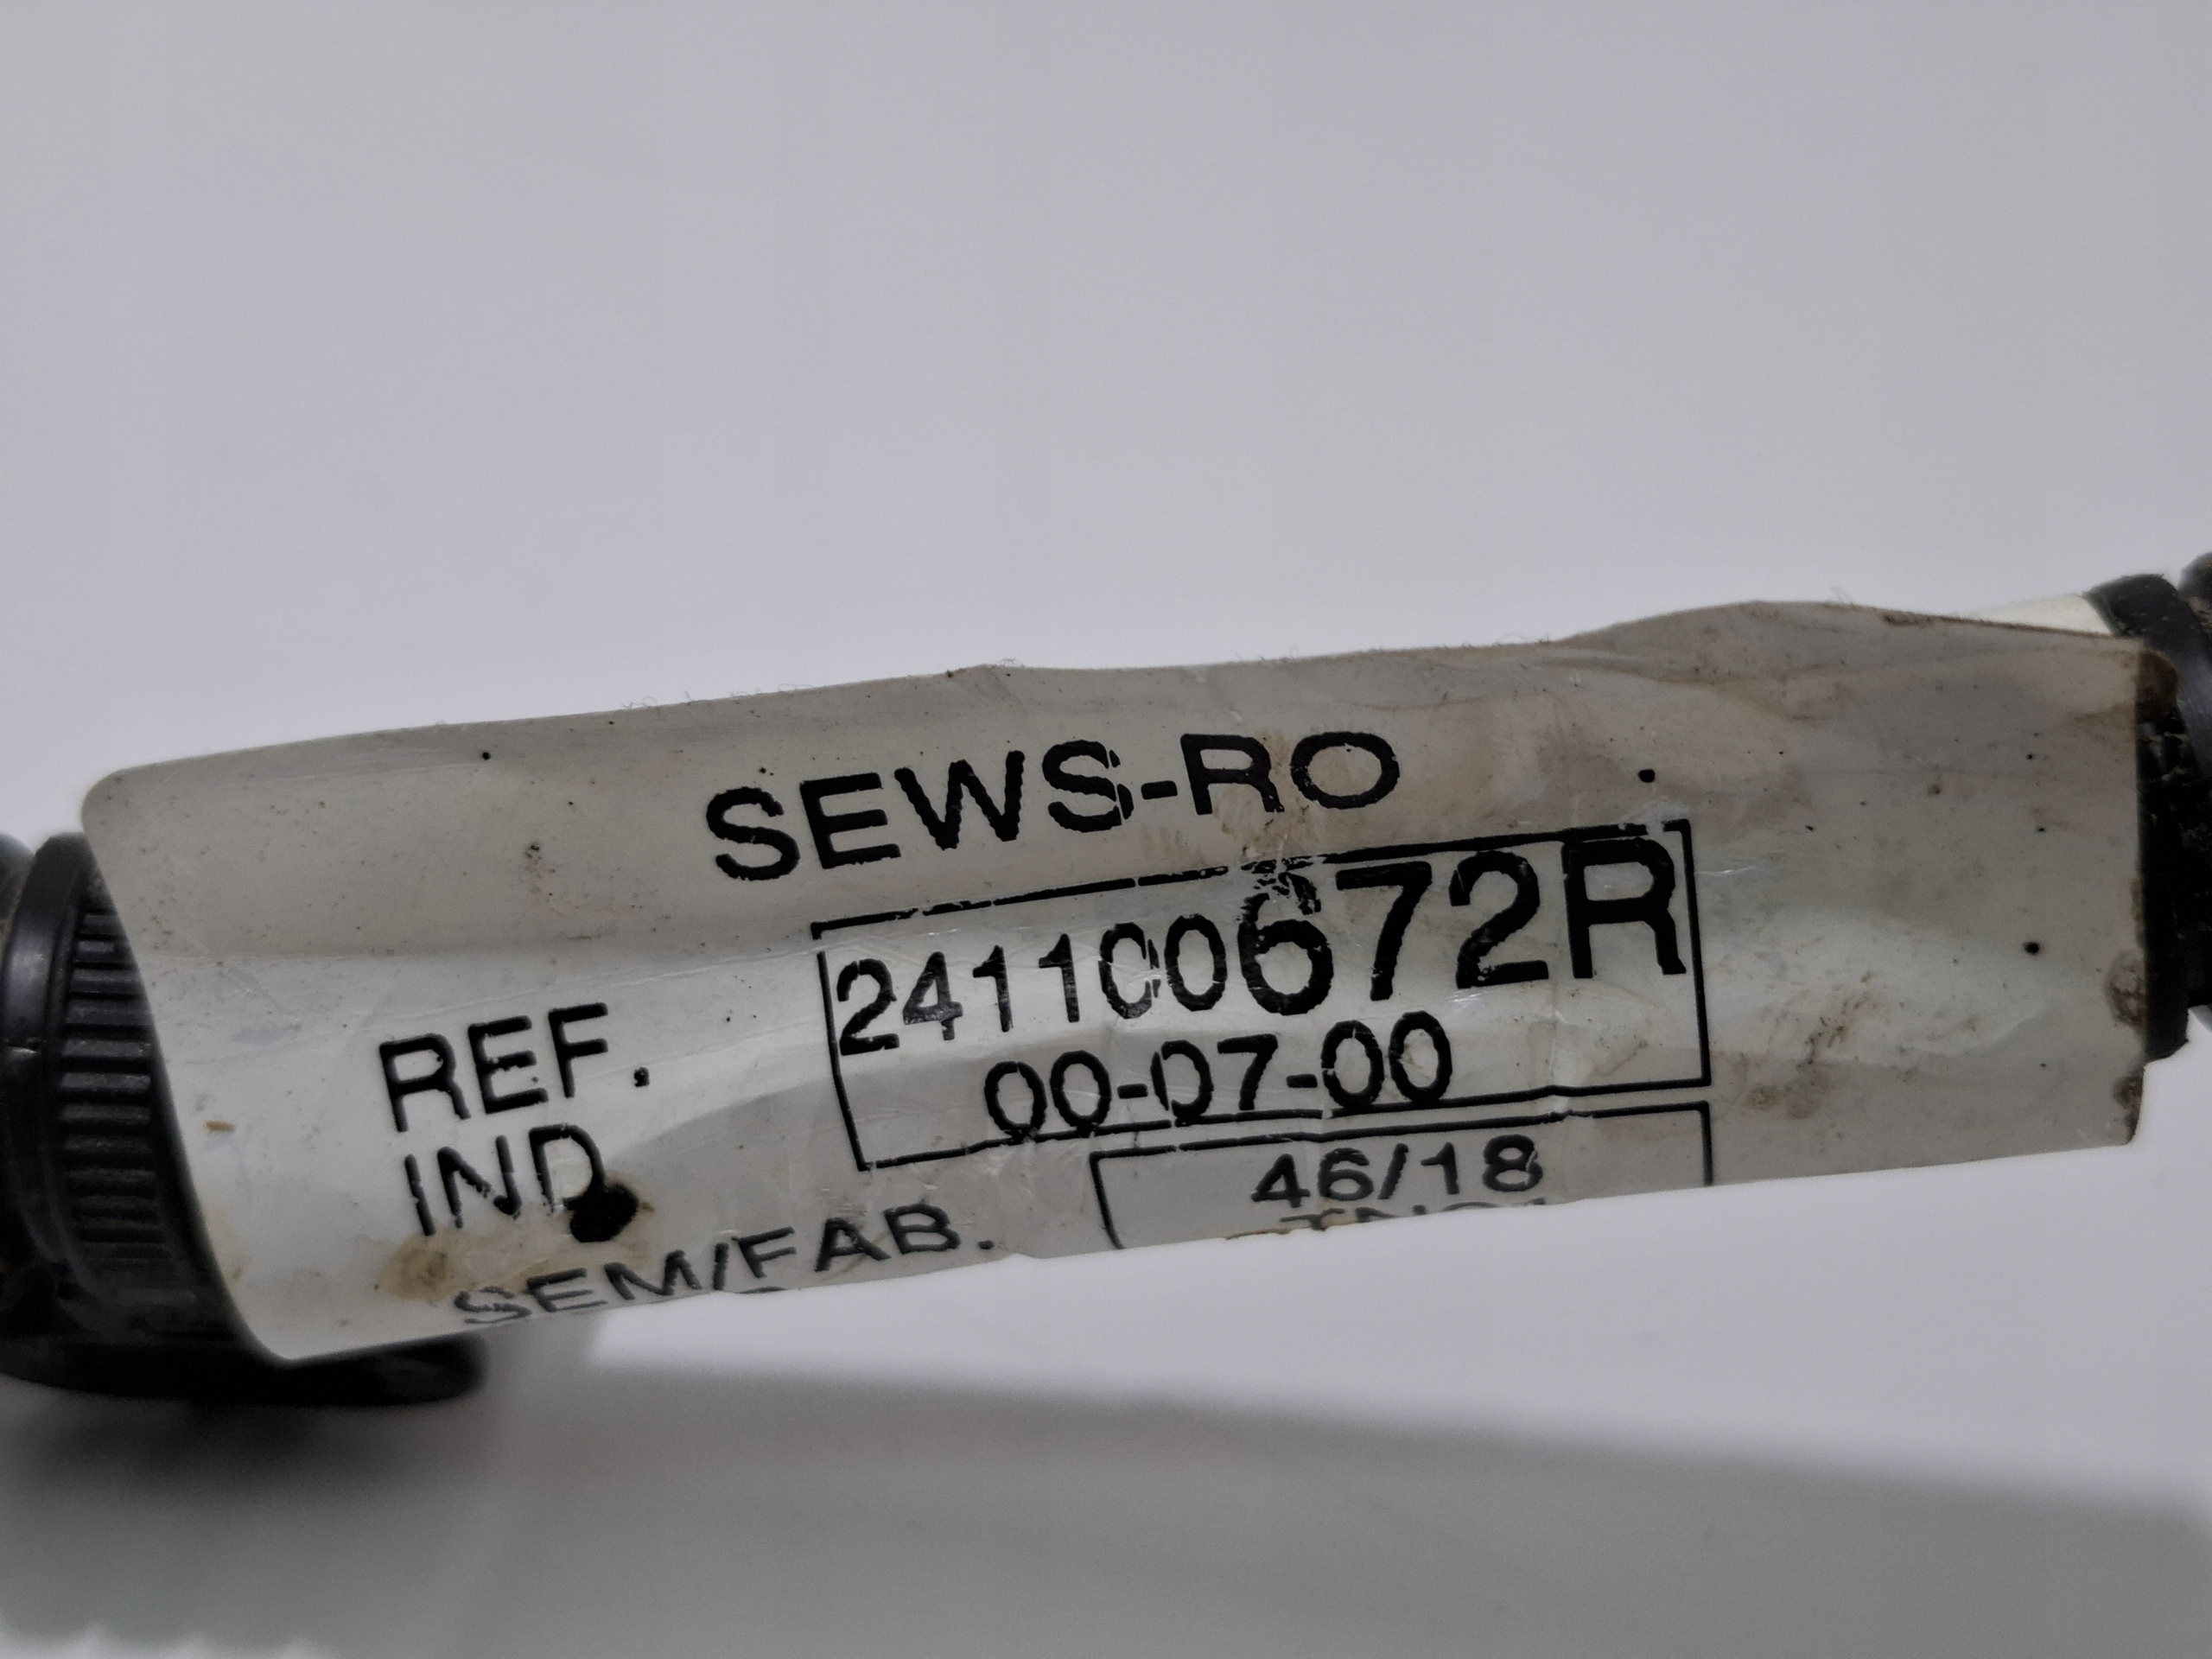 SEWS-RO
REF. 241100672R
IND. 00-07-00
SEM/FAB. 46/18